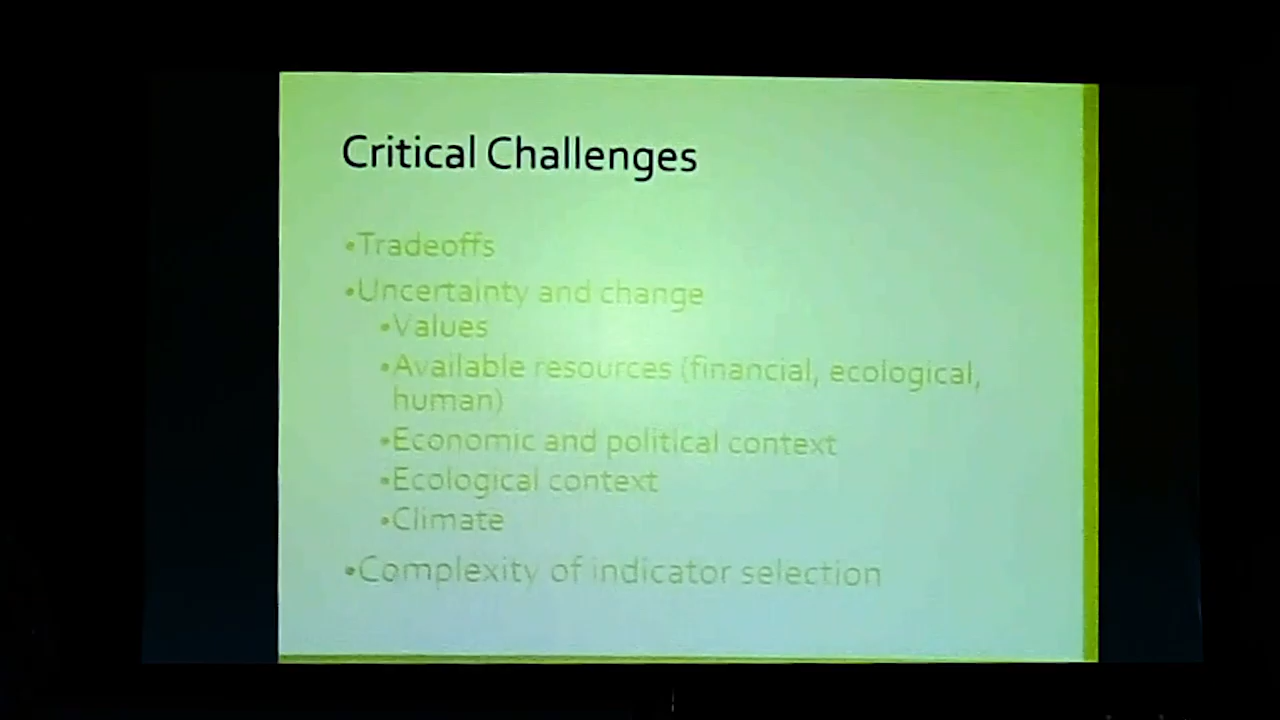 Critical Challenges
•Tradeoffs
•Uncertainty and change
•Values
•Available resources (financial, ecological,
human)
•Economic and political context
•Ecological context
•Climate
•Complexity of indicator selection